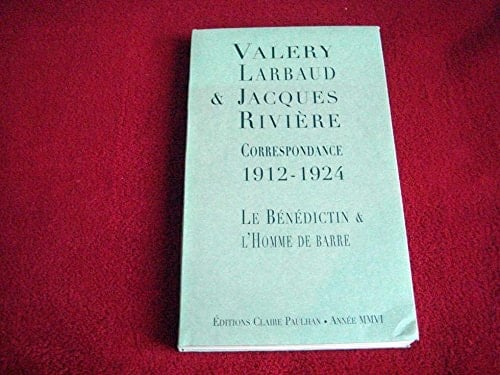 Valery
Larbaud
& Jacques
Rivière
Correspondance
1912-1924
Le Bénédictin &
l'Homme de barre
Éditions Claire Paulhan • Année MMVI